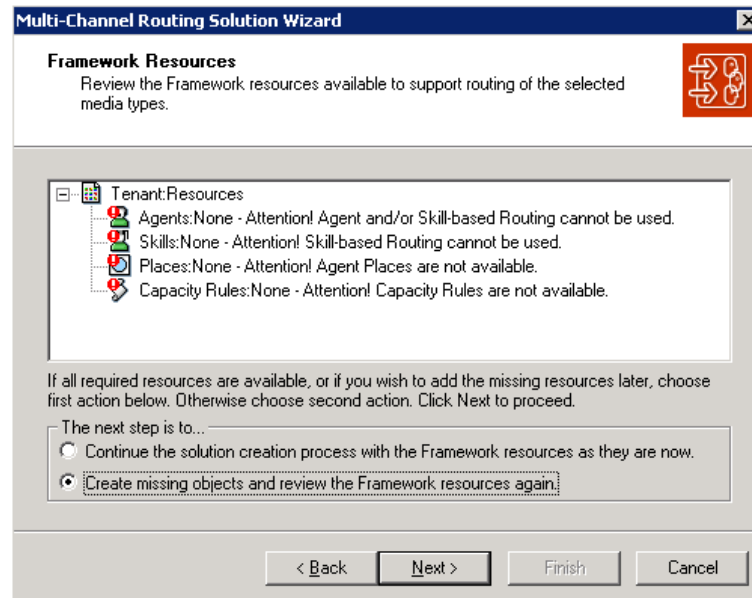 Multi-Channel Routing Solution Wizard
Framework Resources
Review the Framework resources available to support routing of the selected
media types.
Tenant:Resources
Agents:None - Attention! Agent and/or Skill-based Routing cannot be used.
Skills:None - Attention! Skill-based Routing cannot be used.
Places:None - Attention! Agent Places are not available.
Capacity Rules:None - Attention! Capacity Rules are not available.
If all required resources are available, or if you wish to add the missing resources later, choose
first action below. Otherwise choose second action. Click Next to proceed.
The next step is to...
Continue the solution creation process with the Framework resources as they are now.
Create missing objects and review the Framework resources again.
< Back
Next >
Finish
Cancel